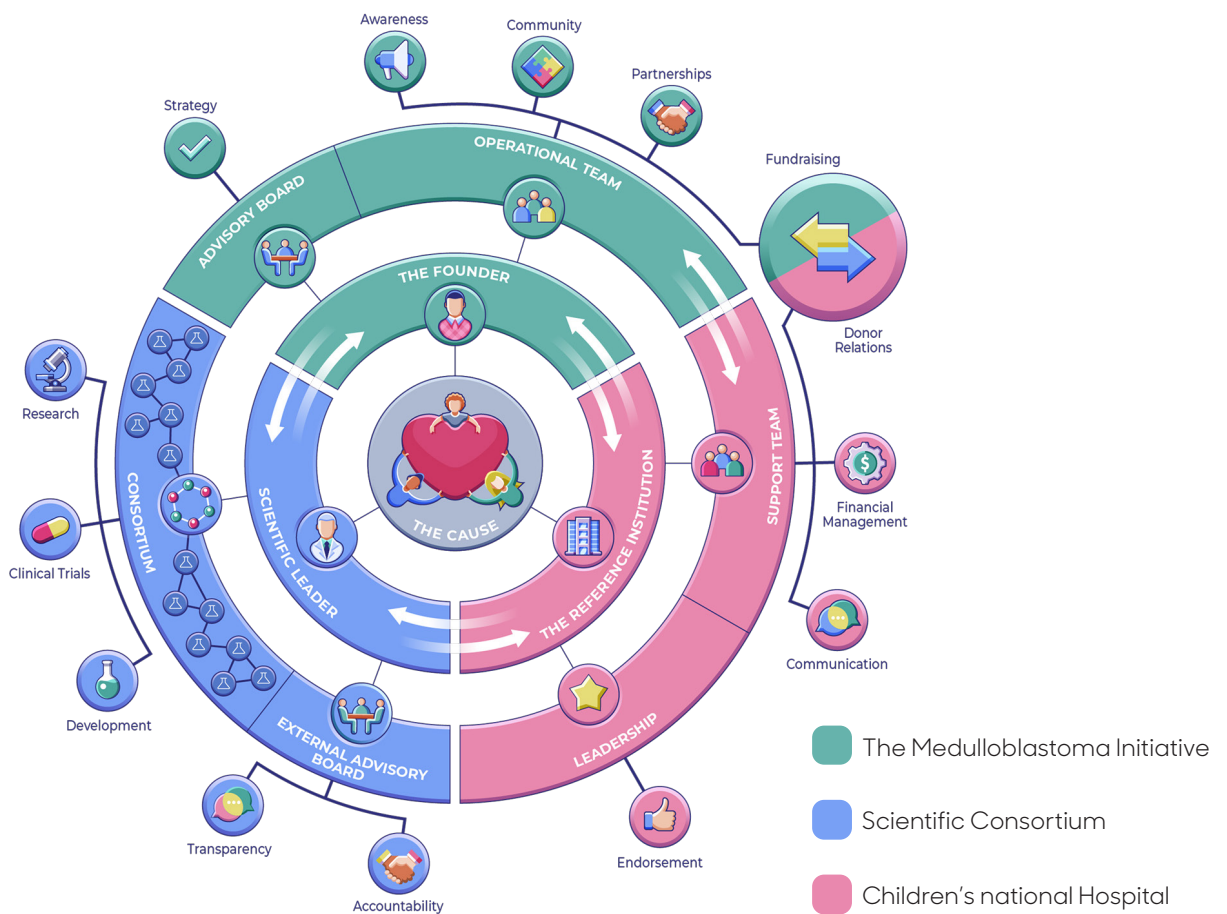 Awareness
Community
Partnerships
Strategy
Fundraising
OPERATIONAL TEAM
ADVISORY BOARD
THE FOUNDER
Donor
Relations
Research
CONSORTIUM
SCIENTIFIC LEADER
THE CAUSE
THE REFERENCE INSTITUTION
SUPPORT TEAM
$
Financial
Management
Clinical Trials
Communication
Development
EXTERNAL ADVISORY
BOARD
LEADERSHIP
Transparency
Accountability
Endorsement
The Medulloblastoma Initiative
Scientific Consortium
Children’s national Hospital